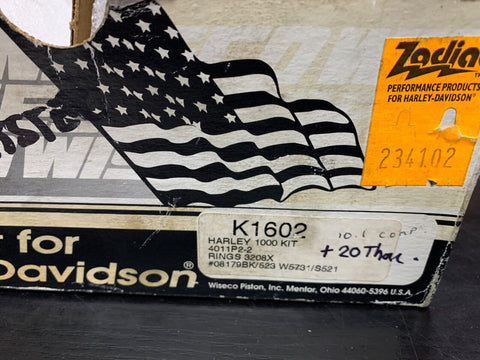 Zodiac
PERFORMANCE PRODUCTS
FOR HARLEY-DAVIDSON®
234102
WISECO
K1602
HARLEY 1000 KIT
4011P2-2
RINGS 3208X
#08179BK/523 W5731/S521
10.1 comp.
+ 20 Thou.
for
Davidson®
Wiseco Piston, Inc. Mentor, Ohio 44060-5396 U.S.A.